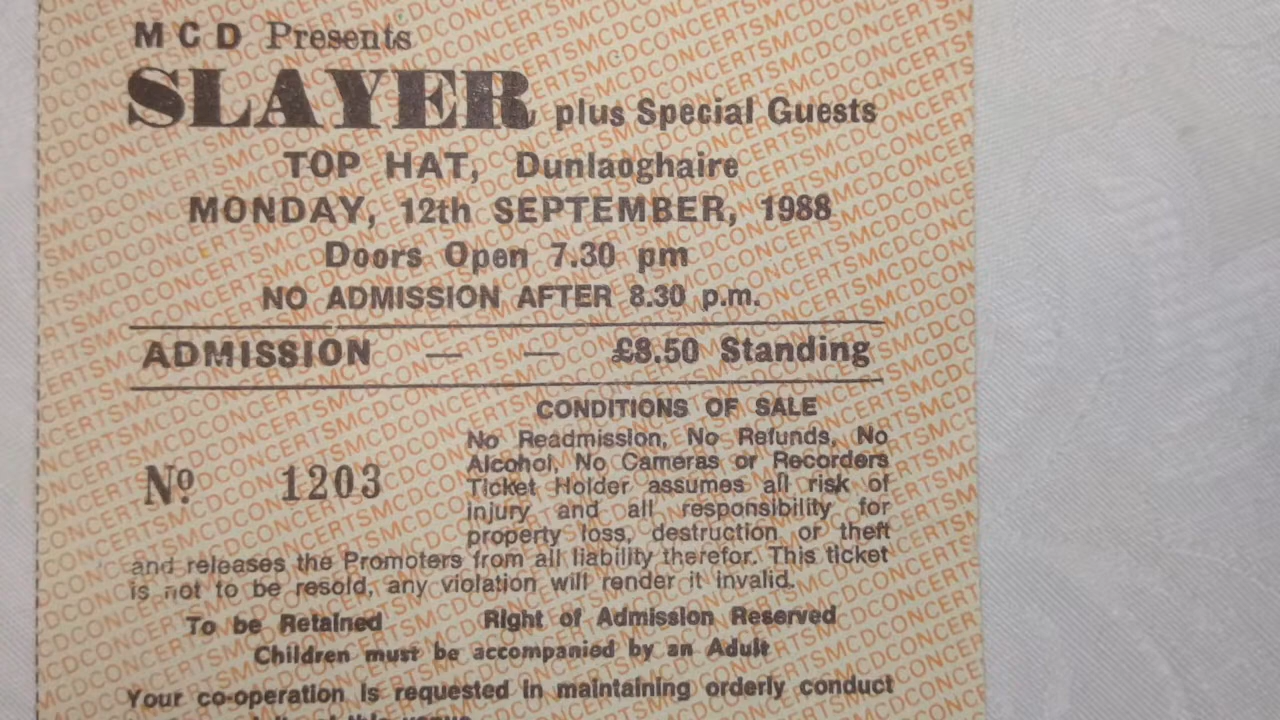 M C D Presents
SLAYER plus Special Guests
TOP HAT, Dunlaoghaire
MONDAY, 12th SEPTEMBER, 1988
Doors Open 7.30 pm
NO ADMISSION AFTER 8.30 p.m.
ADMISSION — — £8.50 Standing
CONDITIONS OF SALE
No Readmission, No Refunds, No
Alcohol, No Cameras or Recorders
Ticket Holder assumes all risk of
injury and all responsibility for
property loss, destruction or theft
Nº 1203
and releases the Promoters from all liability therefor. This ticket
is not to be resold, any violation will render it invalid.
To be Retained Right of Admission Reserved
Children must be accompanied by an Adult
Your co-operation is requested in maintaining orderly conduct